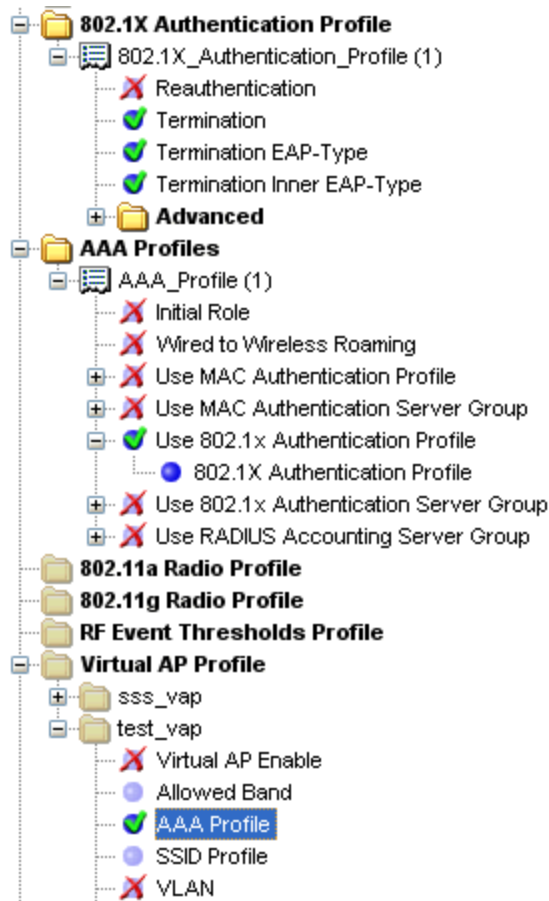 802.1X Authentication Profile
802.1X_Authentication_Profile (1)
Reauthentication
Termination
Termination EAP-Type
Termination Inner EAP-Type
Advanced
AAA Profiles
AAA_Profile (1)
Initial Role
Wired to Wireless Roaming
Use MAC Authentication Profile
Use MAC Authentication Server Group
Use 802.1x Authentication Profile
802.1X Authentication Profile
Use 802.1x Authentication Server Group
Use RADIUS Accounting Server Group
802.11a Radio Profile
802.11g Radio Profile
RF Event Thresholds Profile
Virtual AP Profile
sss_vap
test_vap
Virtual AP Enable
Allowed Band
AAA Profile
SSID Profile
VLAN